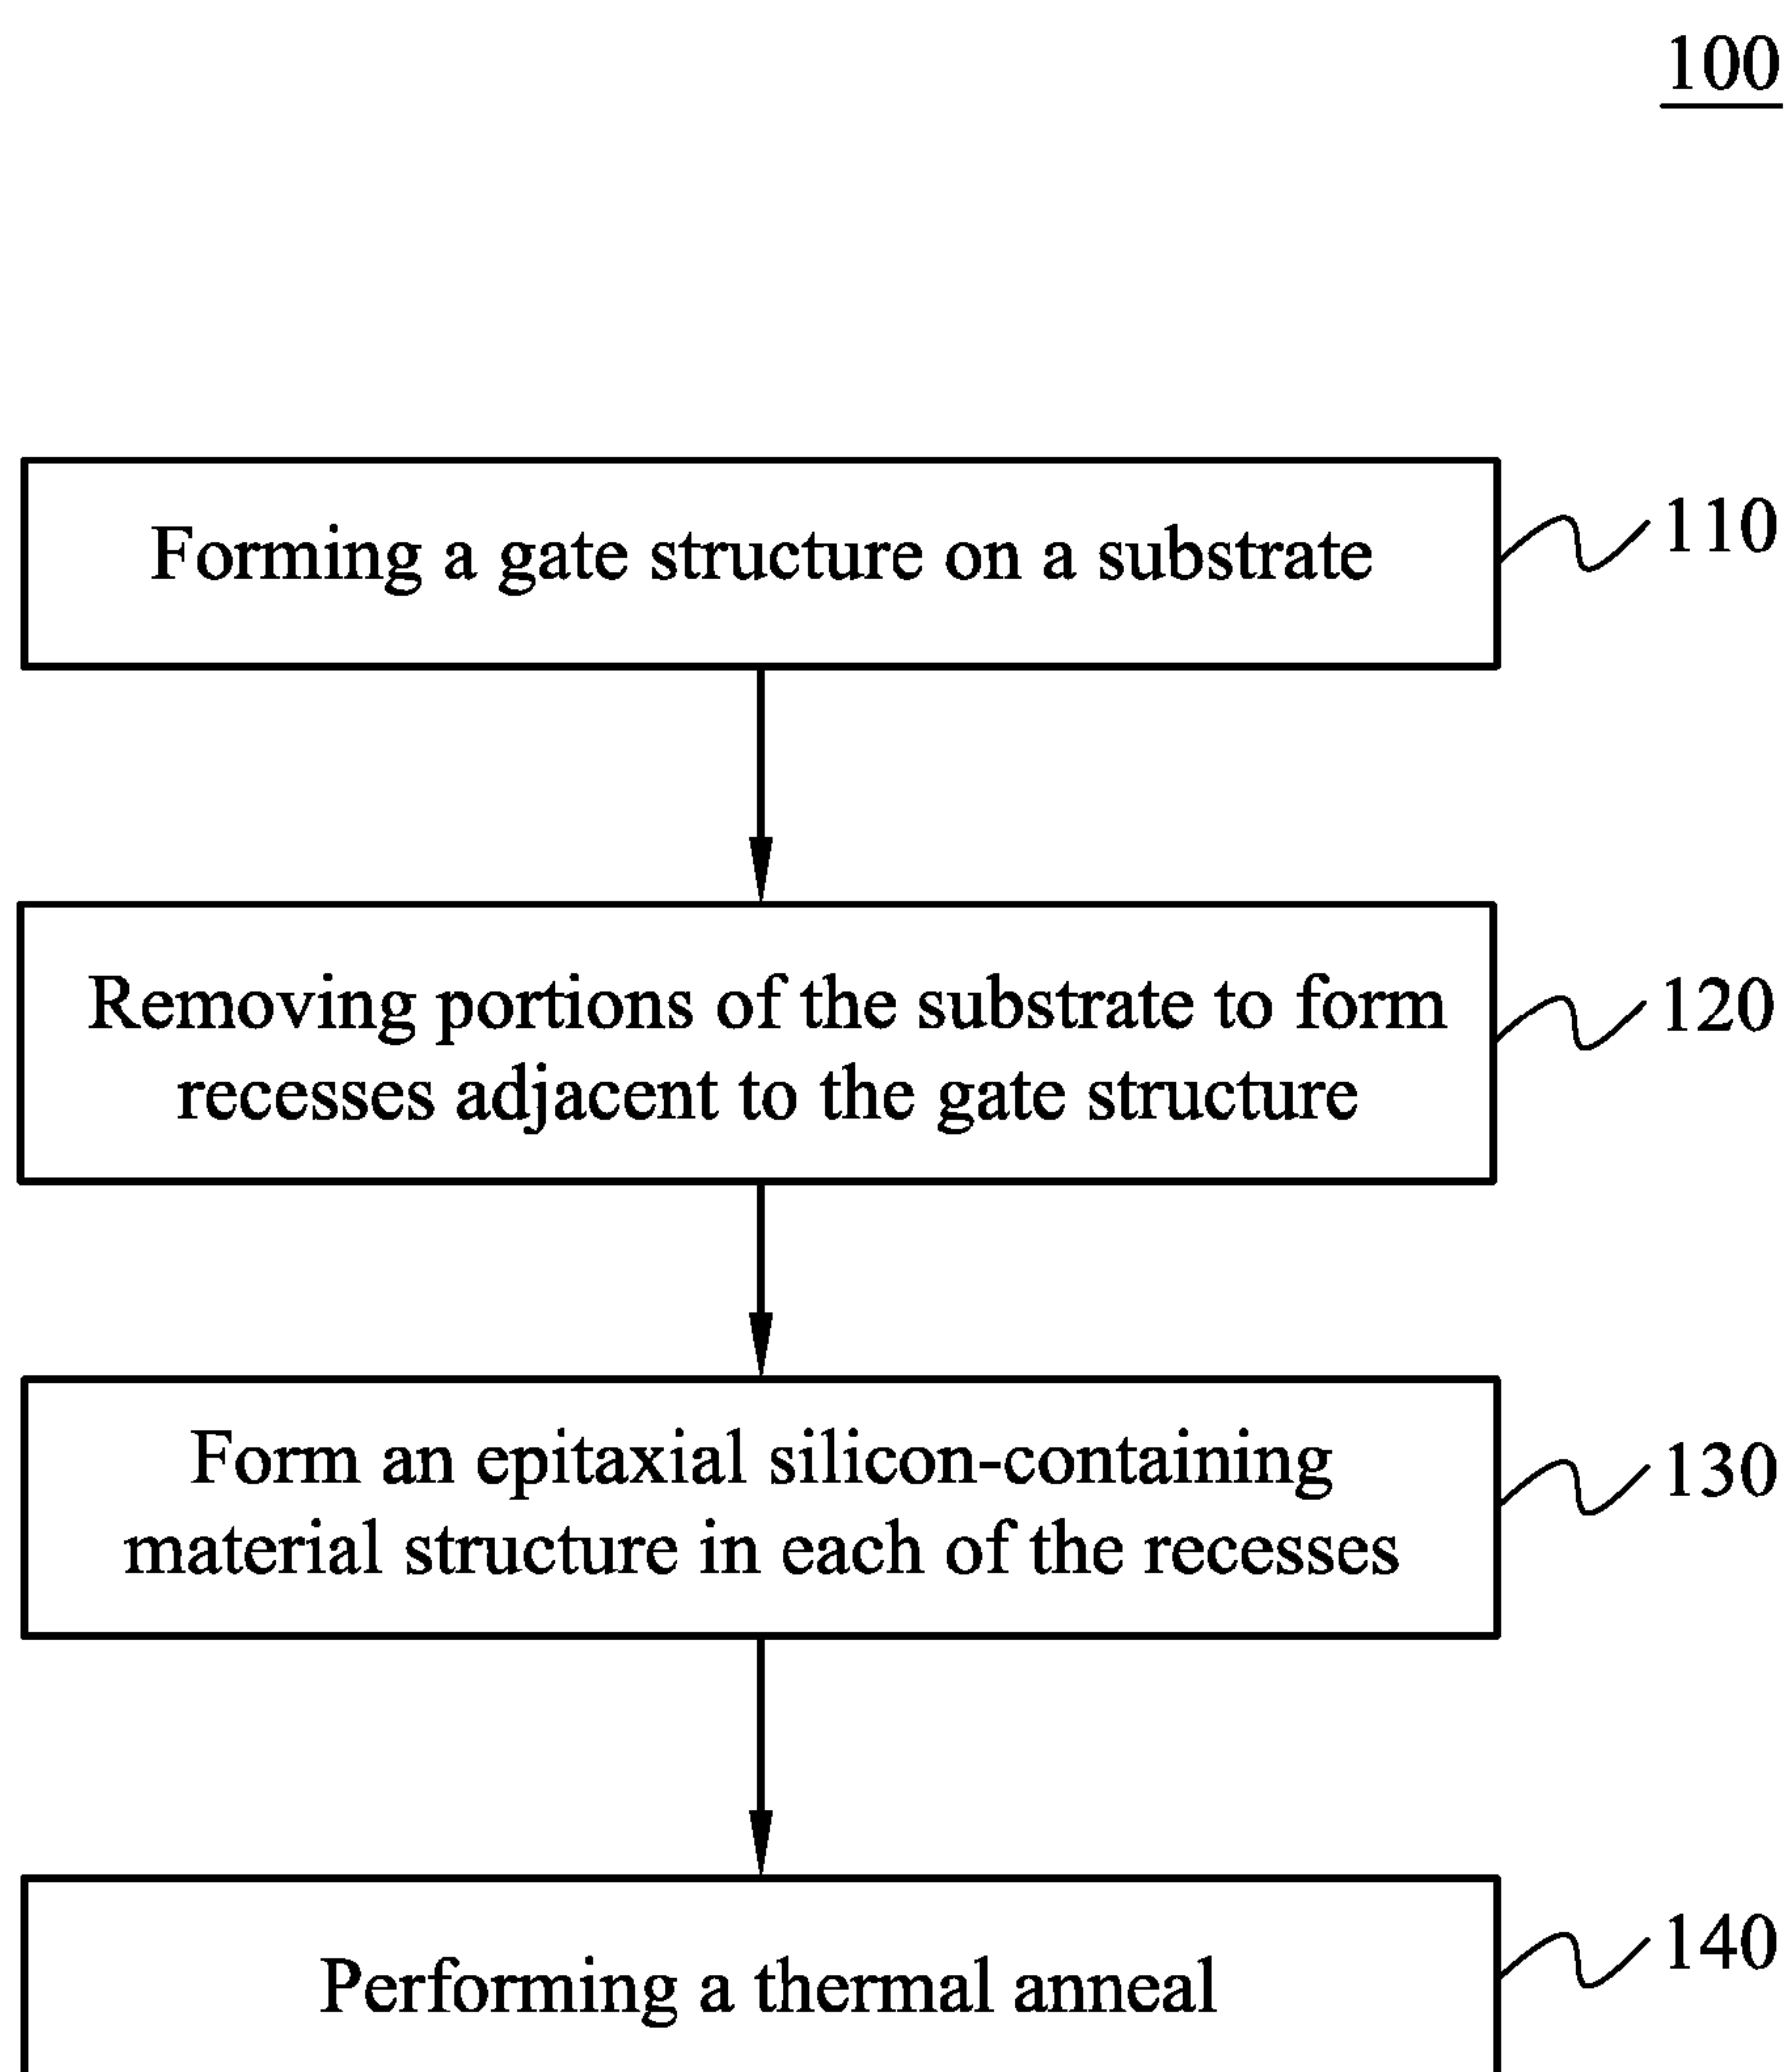 100
Forming a gate structure on a substrate
110
Removing portions of the substrate to form
recesses adjacent to the gate structure
120
Form an epitaxial silicon-containing
material structure in each of the recesses
130
Performing a thermal anneal
140